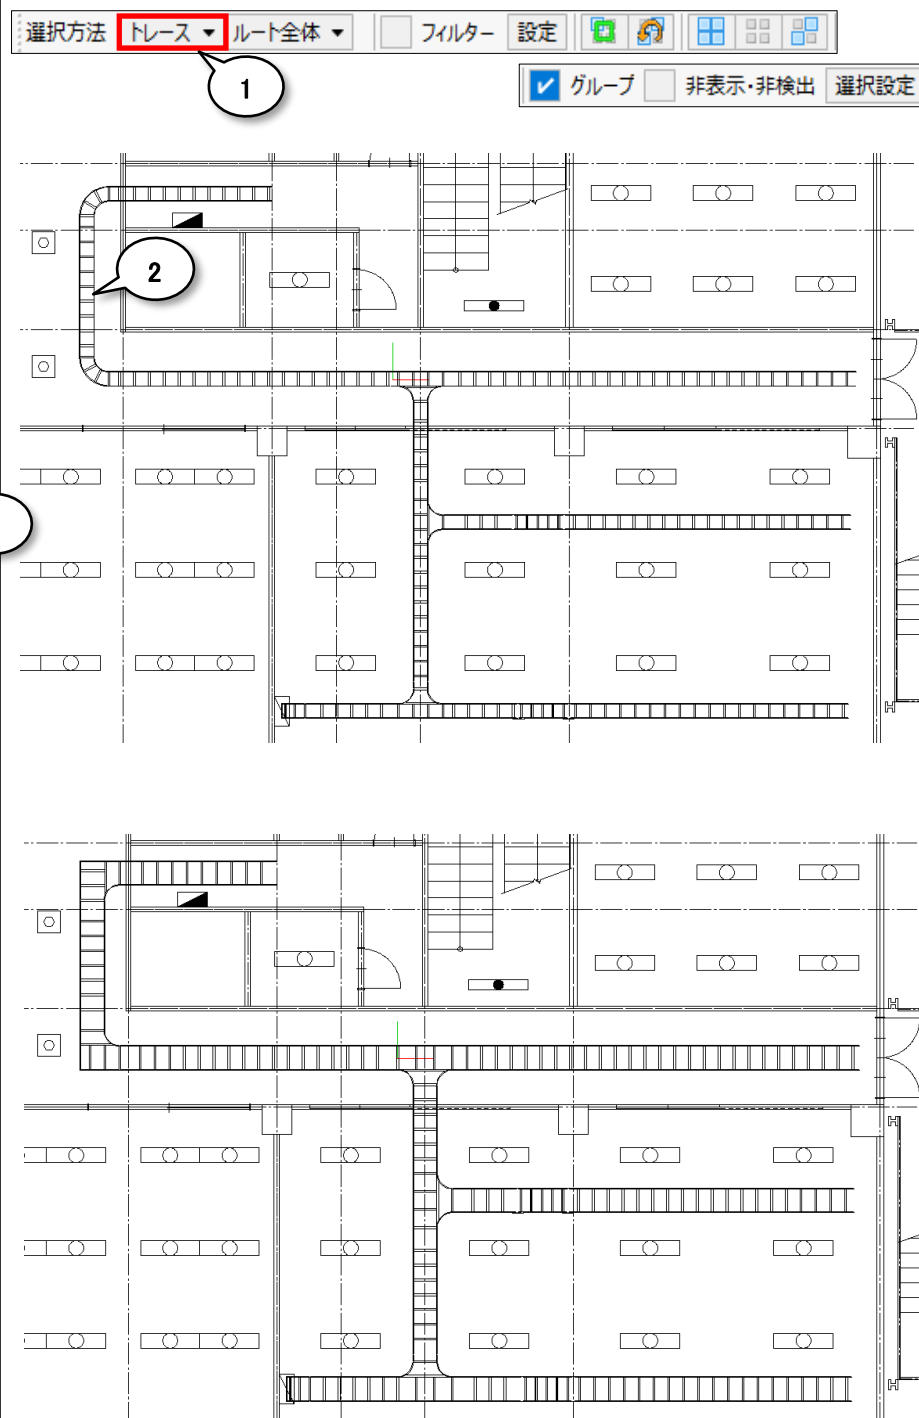 選択方法 トレース ルート全体 フィルター 設定
1
グループ 非表示・非検出 選択設定
2